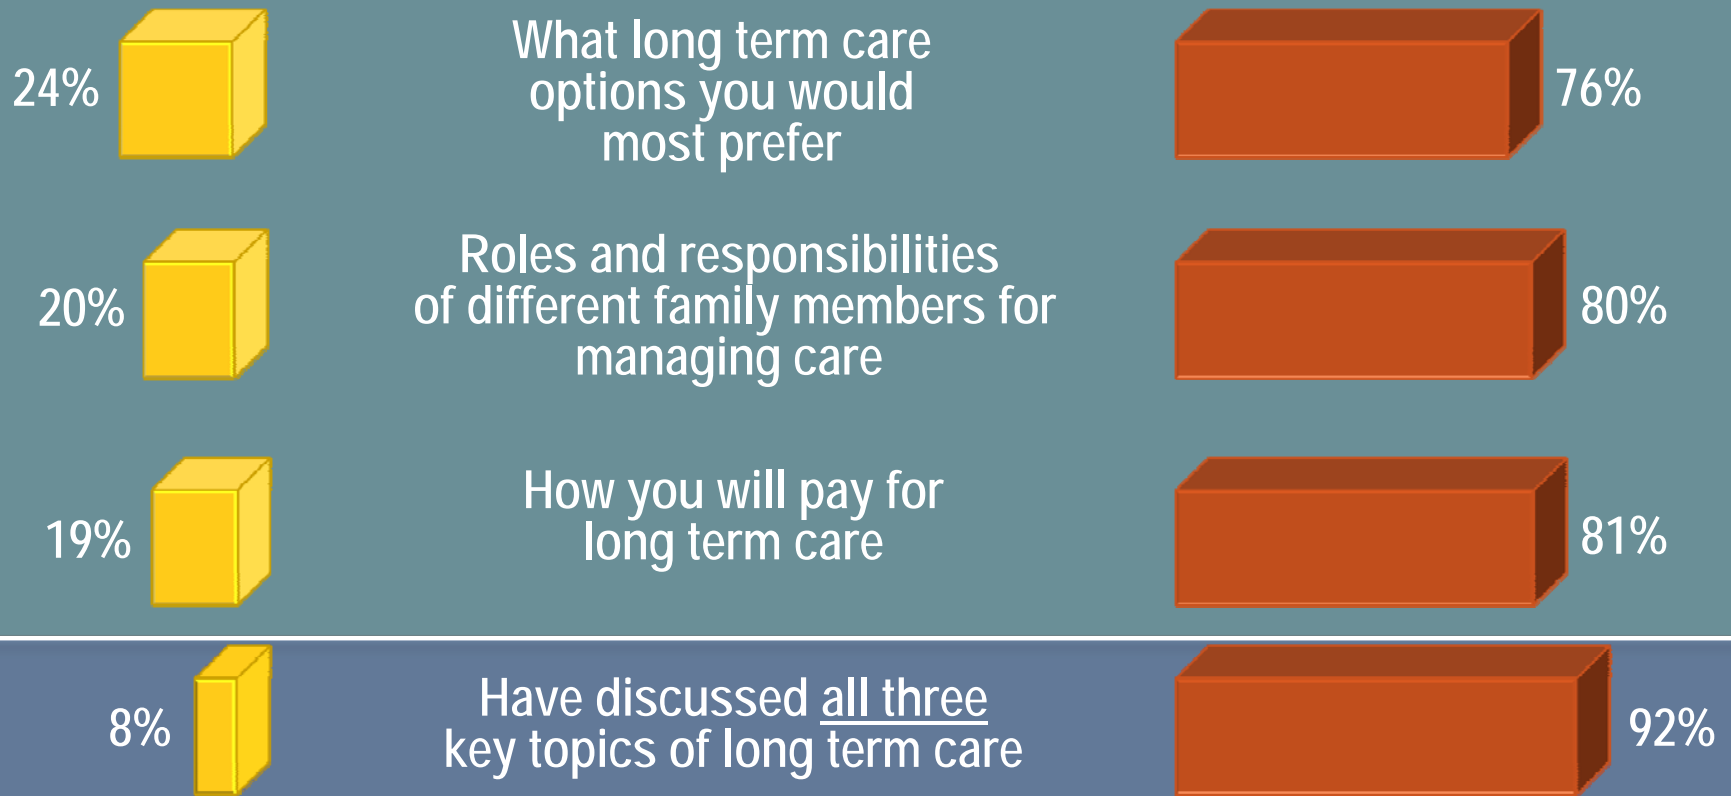 24%
What long term care
options you would
most prefer
76%
20%
Roles and responsibilities
of different family members for
managing care
80%
19%
How you will pay for
long term care
81%
8%
Have discussed all three
key topics of long term care
92%